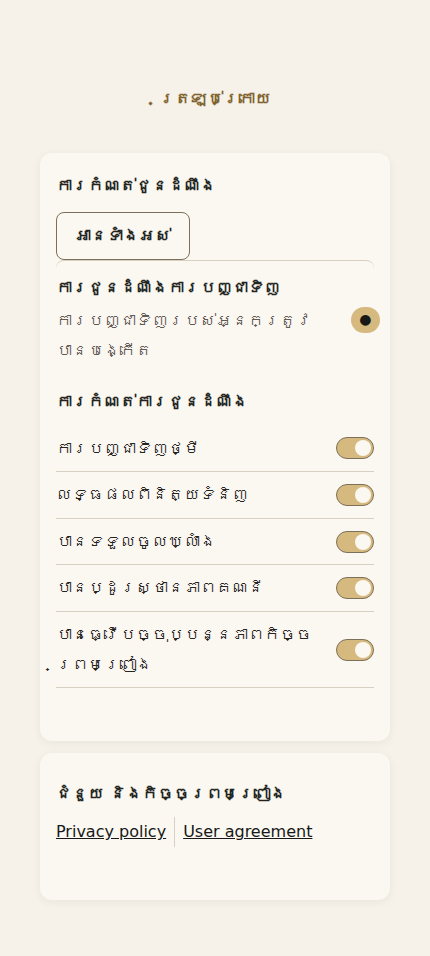 ត្រឡប់ក្រោយ
ការកំណត់ជូនដំណឹង
អានទាំងអស់
ការជូនដំណឹងការបញ្ជាទិញ
ការបញ្ជាទិញរបស់អ្នកត្រូវ
បានបង្កើត
ការកំណត់ការជូនដំណឹង
ការបញ្ជាទិញថ្មី
លទ្ធផលពិនិត្យទំនិញ
បានទទួលចូលឃ្លាំង
បានប្ដូរស្ថានភាពគណនី
បានធ្វើបច្ចុប្បន្នភាពកិច្ច
ព្រមព្រៀង
ជំនួយ និងកិច្ចព្រមព្រៀង
Privacy policy User agreement